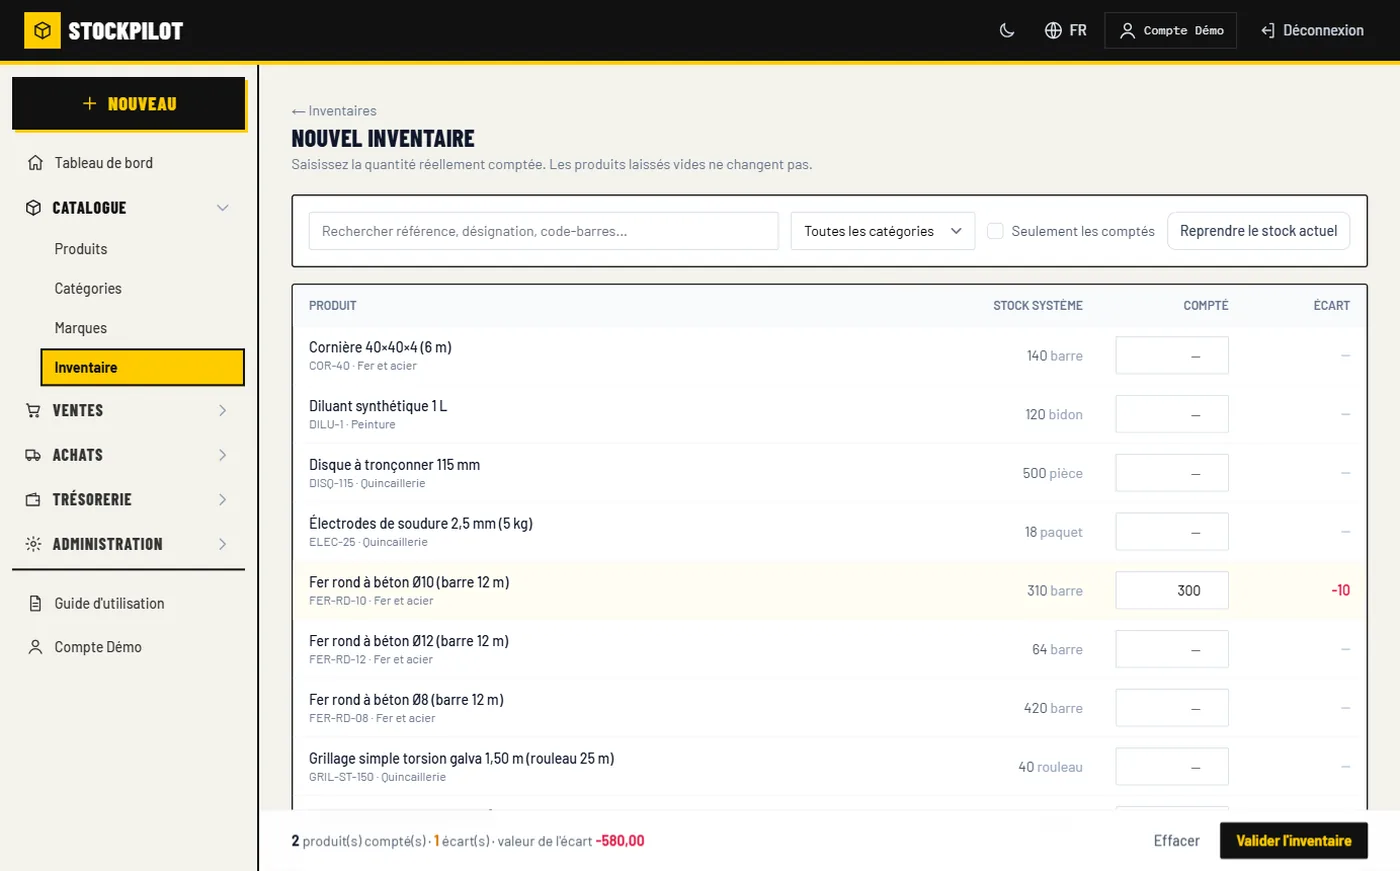 STOCKPILOT
FR
Compte Démo
Déconnexion
+ NOUVEAU
Tableau de bord
CATALOGUE
Produits
Catégories
Marques
Inventaire
VENTES
ACHATS
TRÉSORERIE
ADMINISTRATION
Guide d'utilisation
Compte Démo
← Inventaires
NOUVEL INVENTAIRE
Saisissez la quantité réellement comptée. Les produits laissés vides ne changent pas.
Rechercher référence, désignation, code-barres... Toutes les catégories Seulement les comptés Reprendre le stock actuel
PRODUIT STOCK SYSTÈME COMPTÉ ÉCART
Cornière 40×40×4 (6 m)
COR-40 · Fer et acier
140 barre — —
Diluant synthétique 1 L
DILU-1 · Peinture
120 bidon — —
Disque à tronçonner 115 mm
DISQ-115 · Quincaillerie
500 pièce — —
Électrodes de soudure 2,5 mm (5 kg)
ELEC-25 · Quincaillerie
18 paquet — —
Fer rond à béton Ø10 (barre 12 m)
FER-RD-10 · Fer et acier
310 barre 300 -10
Fer rond à béton Ø12 (barre 12 m)
FER-RD-12 · Fer et acier
64 barre — —
Fer rond à béton Ø8 (barre 12 m)
FER-RD-08 · Fer et acier
420 barre — —
Grillage simple torsion galva 1,50 m (rouleau 25 m)
GRIL-ST-150 · Quincaillerie
40 rouleau — —
2 produit(s) compté(s) · 1 écart(s) · valeur de l'écart -580,00
Effacer Valider l'inventaire